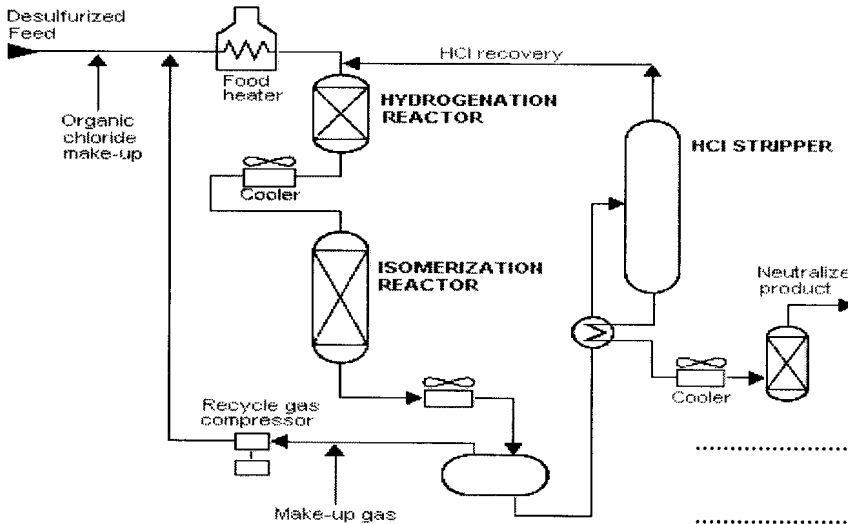 Desulfurized
Feed
HCl recovery
Food
heater
Organic
chloride
make-up
HYDROGENATION
REACTOR
HCl STRIPPER
Cooler
ISOMERIZATION
REACTOR
Neutralize
product
Cooler
Recycle gas
compressor
Make-up gas